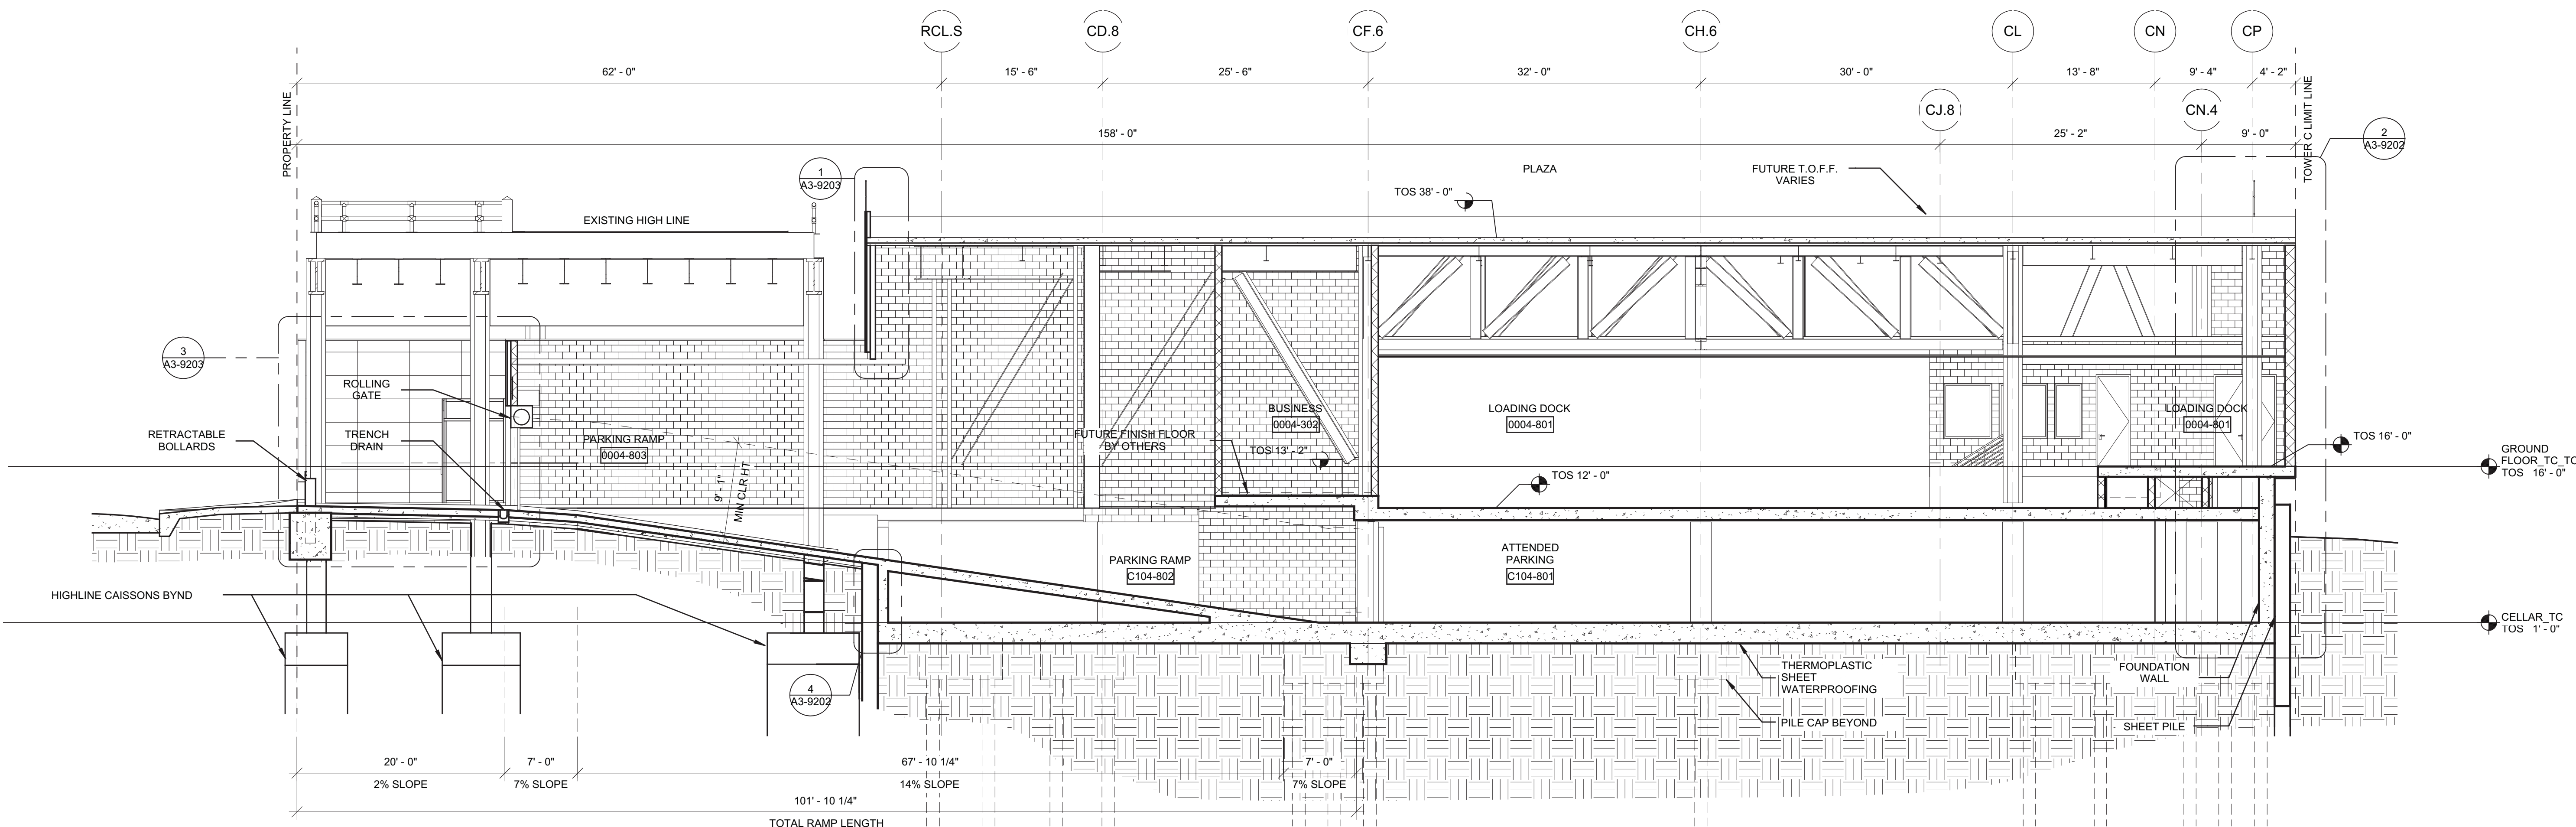 RCL.S
CD.8
CF.6
CH.6
CL
CN
CP
62' - 0"
15' - 6"
25' - 6"
32' - 0"
30' - 0"
13' - 8"
9' - 4"
4' - 2"
PROPERTY LINE
TOWER C LIMIT LINE
CJ.8
CN.4
158' - 0"
25' - 2"
9' - 0"
2
A3-9202
1
A3-9203
PLAZA
FUTURE T.O.F.F.
VARIES
TOS 38' - 0"
EXISTING HIGH LINE
3
A3-9203
ROLLING
GATE
RETRACTABLE
BOLLARDS
TRENCH
DRAIN
PARKING RAMP
0004-803
9' - 1"
MIN CLR HT
FUTURE FINISH FLOOR
BY OTHERS
BUSINESS
0004-302
TOS 13' - 2"
LOADING DOCK
0004-801
TOS 12' - 0"
LOADING DOCK
0004-801
TOS 16' - 0"
GROUND
FLOOR_TC_TC
TOS 16' - 0"
PARKING RAMP
C104-802
ATTENDED
PARKING
C104-801
HIGHLINE CAISSONS BYND
CELLAR_TC
TOS 1' - 0"
4
A3-9202
THERMOPLASTIC
SHEET
WATERPROOFING
PILE CAP BEYOND
FOUNDATION
WALL
SHEET PILE
20' - 0"
7' - 0"
67' - 10 1/4"
7' - 0"
2% SLOPE
7% SLOPE
14% SLOPE
7% SLOPE
101' - 10 1/4"
TOTAL RAMP LENGTH